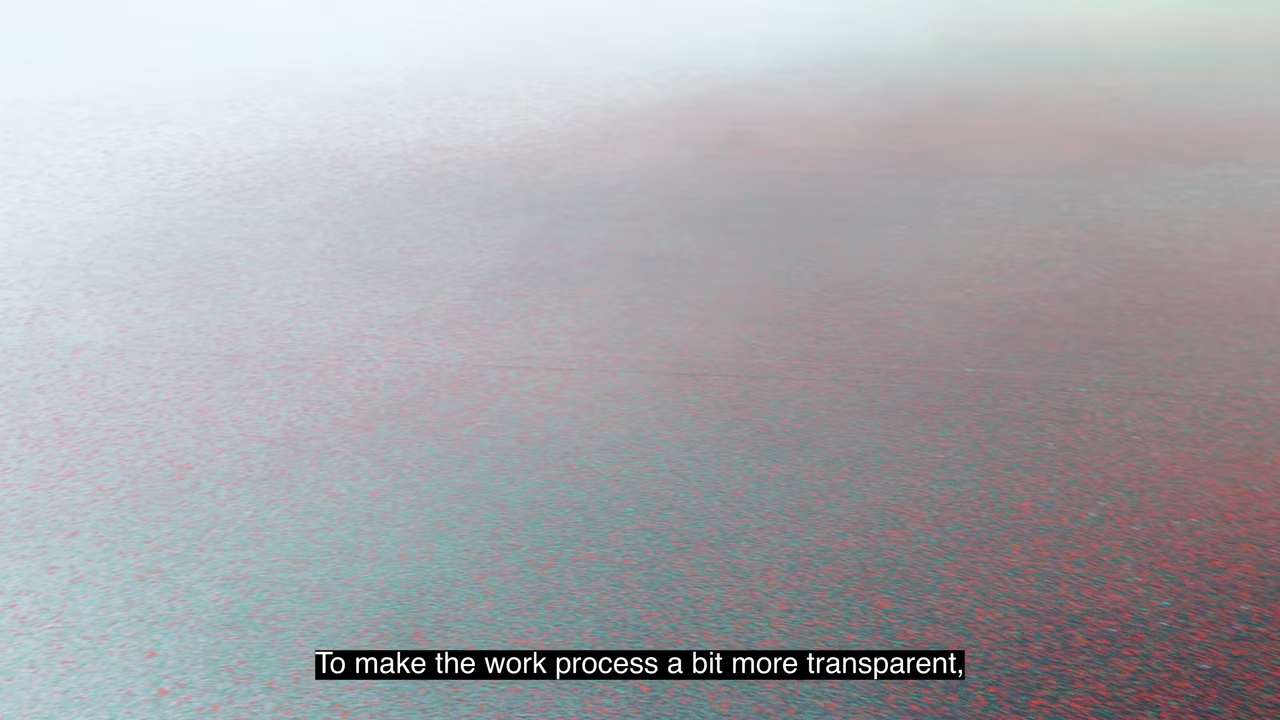 To make the work process a bit more transparent,